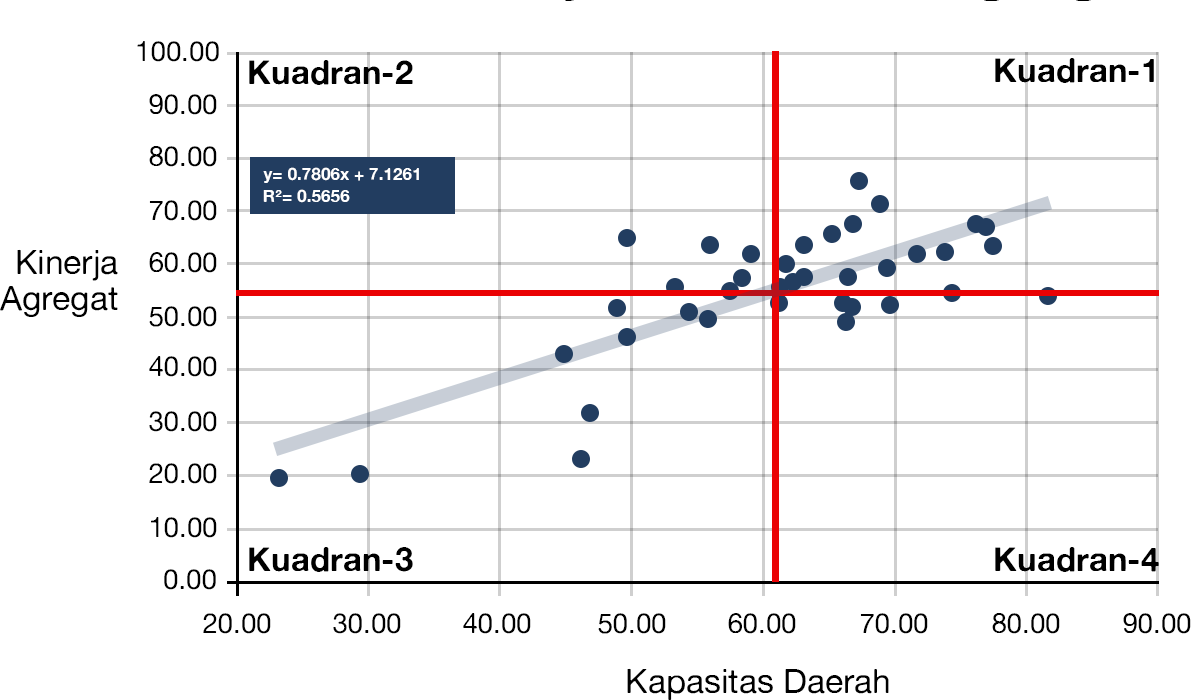 100.00
90.00
80.00
70.00
60.00
50.00
40.00
30.00
20.00
10.00
0.00
Kinerja
Agregat
Kuadran-2
Kuadran-1
y= 0.7806x + 7.1261
R²= 0.5656
Kuadran-3
Kuadran-4
20.00 30.00 40.00 50.00 60.00 70.00 80.00 90.00
Kapasitas Daerah